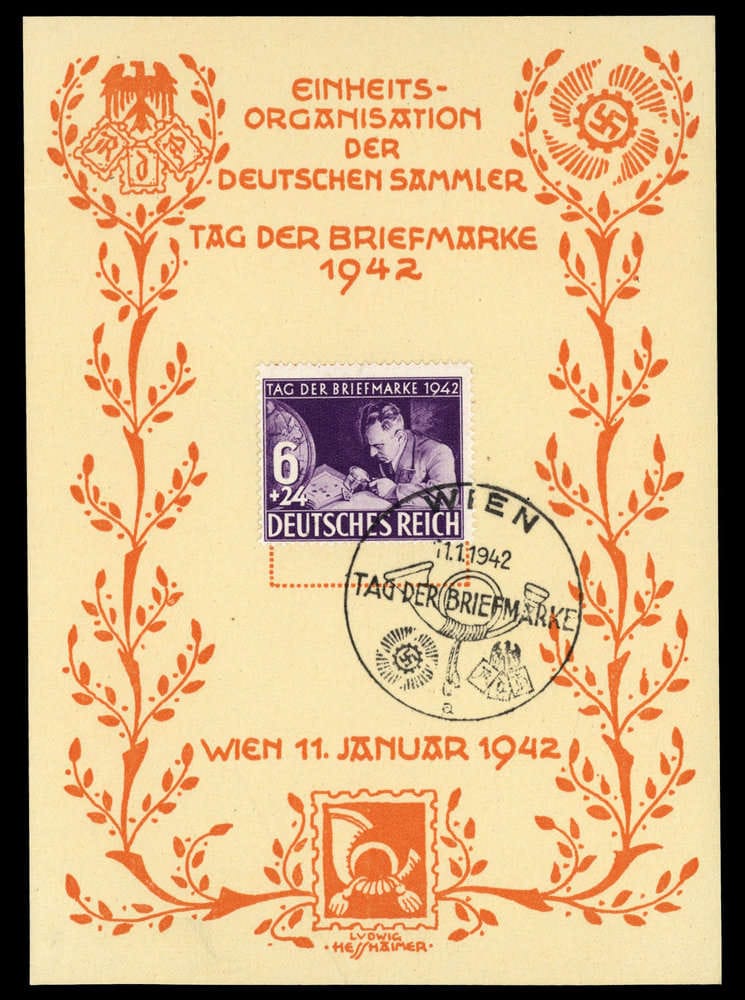 EINHEITS-
ORGANISATION
DER
DEUTSCHEN SAMMLER
R d P
TAG DER BRIEFMARKE
1942
TAG DER BRIEFMARKE 1942
6
+24
DEUTSCHES REICH
WIEN
11.1.1942
TAG DER BRIEFMARKE
a
WIEN 11. JANUAR 1942
LVDWIG
·HESSHAIMER·